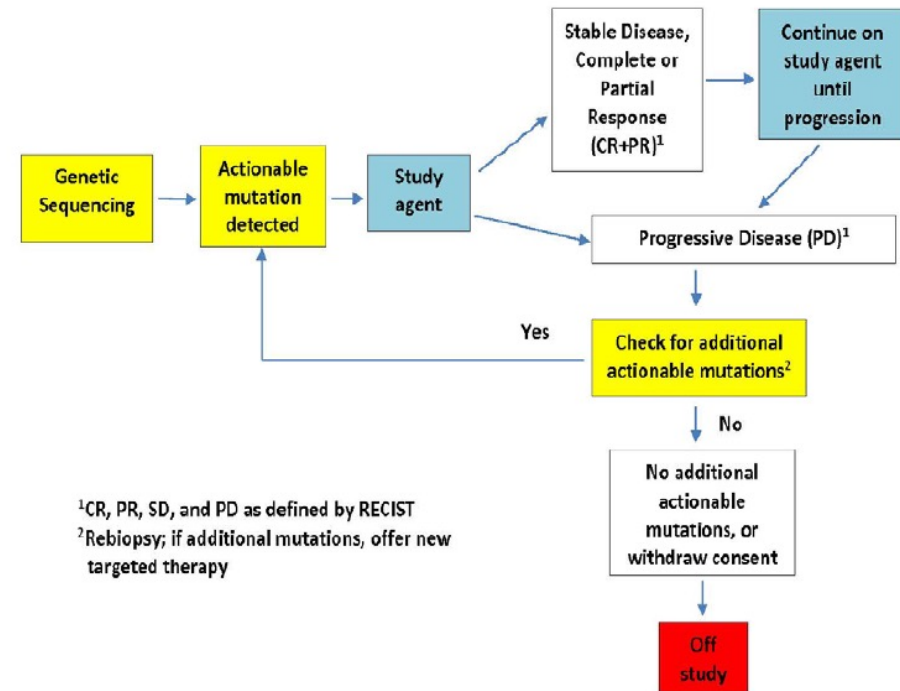 Genetic
Sequencing
Actionable
mutation
detected
Study
agent
Stable Disease,
Complete or
Partial
Response
(CR+PR)¹
Continue on
study agent
until
progression
Progressive Disease (PD)¹
Yes
Check for additional
actionable mutations²
No
No additional
actionable
mutations, or
withdraw consent
Off
study
¹CR, PR, SD, and PD as defined by RECIST
²Rebiopsy; if additional mutations, offer new
targeted therapy